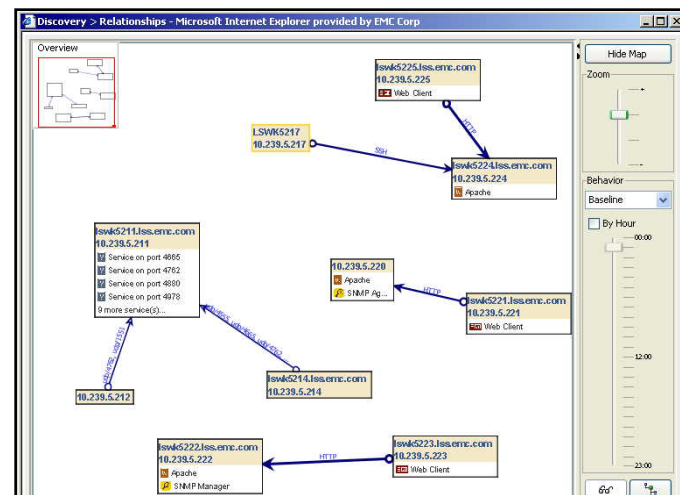 Discovery > Relationships - Microsoft Internet Explorer provided by EMC Corp
Overview
lswk5225.lss.emc.com
10.239.5.225
Web Client
HTTP
LSWK5217
10.239.5.217
SSH
lswk5224.lss.emc.com
10.239.5.224
Apache
lswk5211.lss.emc.com
10.239.5.211
Service on port 4665
Service on port 4762
Service on port 4880
Service on port 4978
9 more service(s)...
10.239.5.220
Apache
SNMP Ag...
HTTP
lswk5221.lss.emc.com
10.239.5.221
Web Client
10.239.5.212
lswk5214.lss.emc.com
10.239.5.214
lswk5222.lss.emc.com
10.239.5.222
Apache
SNMP Manager
HTTP
lswk5223.lss.emc.com
10.239.5.223
Web Client
Hide Map
Zoom
Behavior
Baseline
By Hour
00:00
12:00
23:00